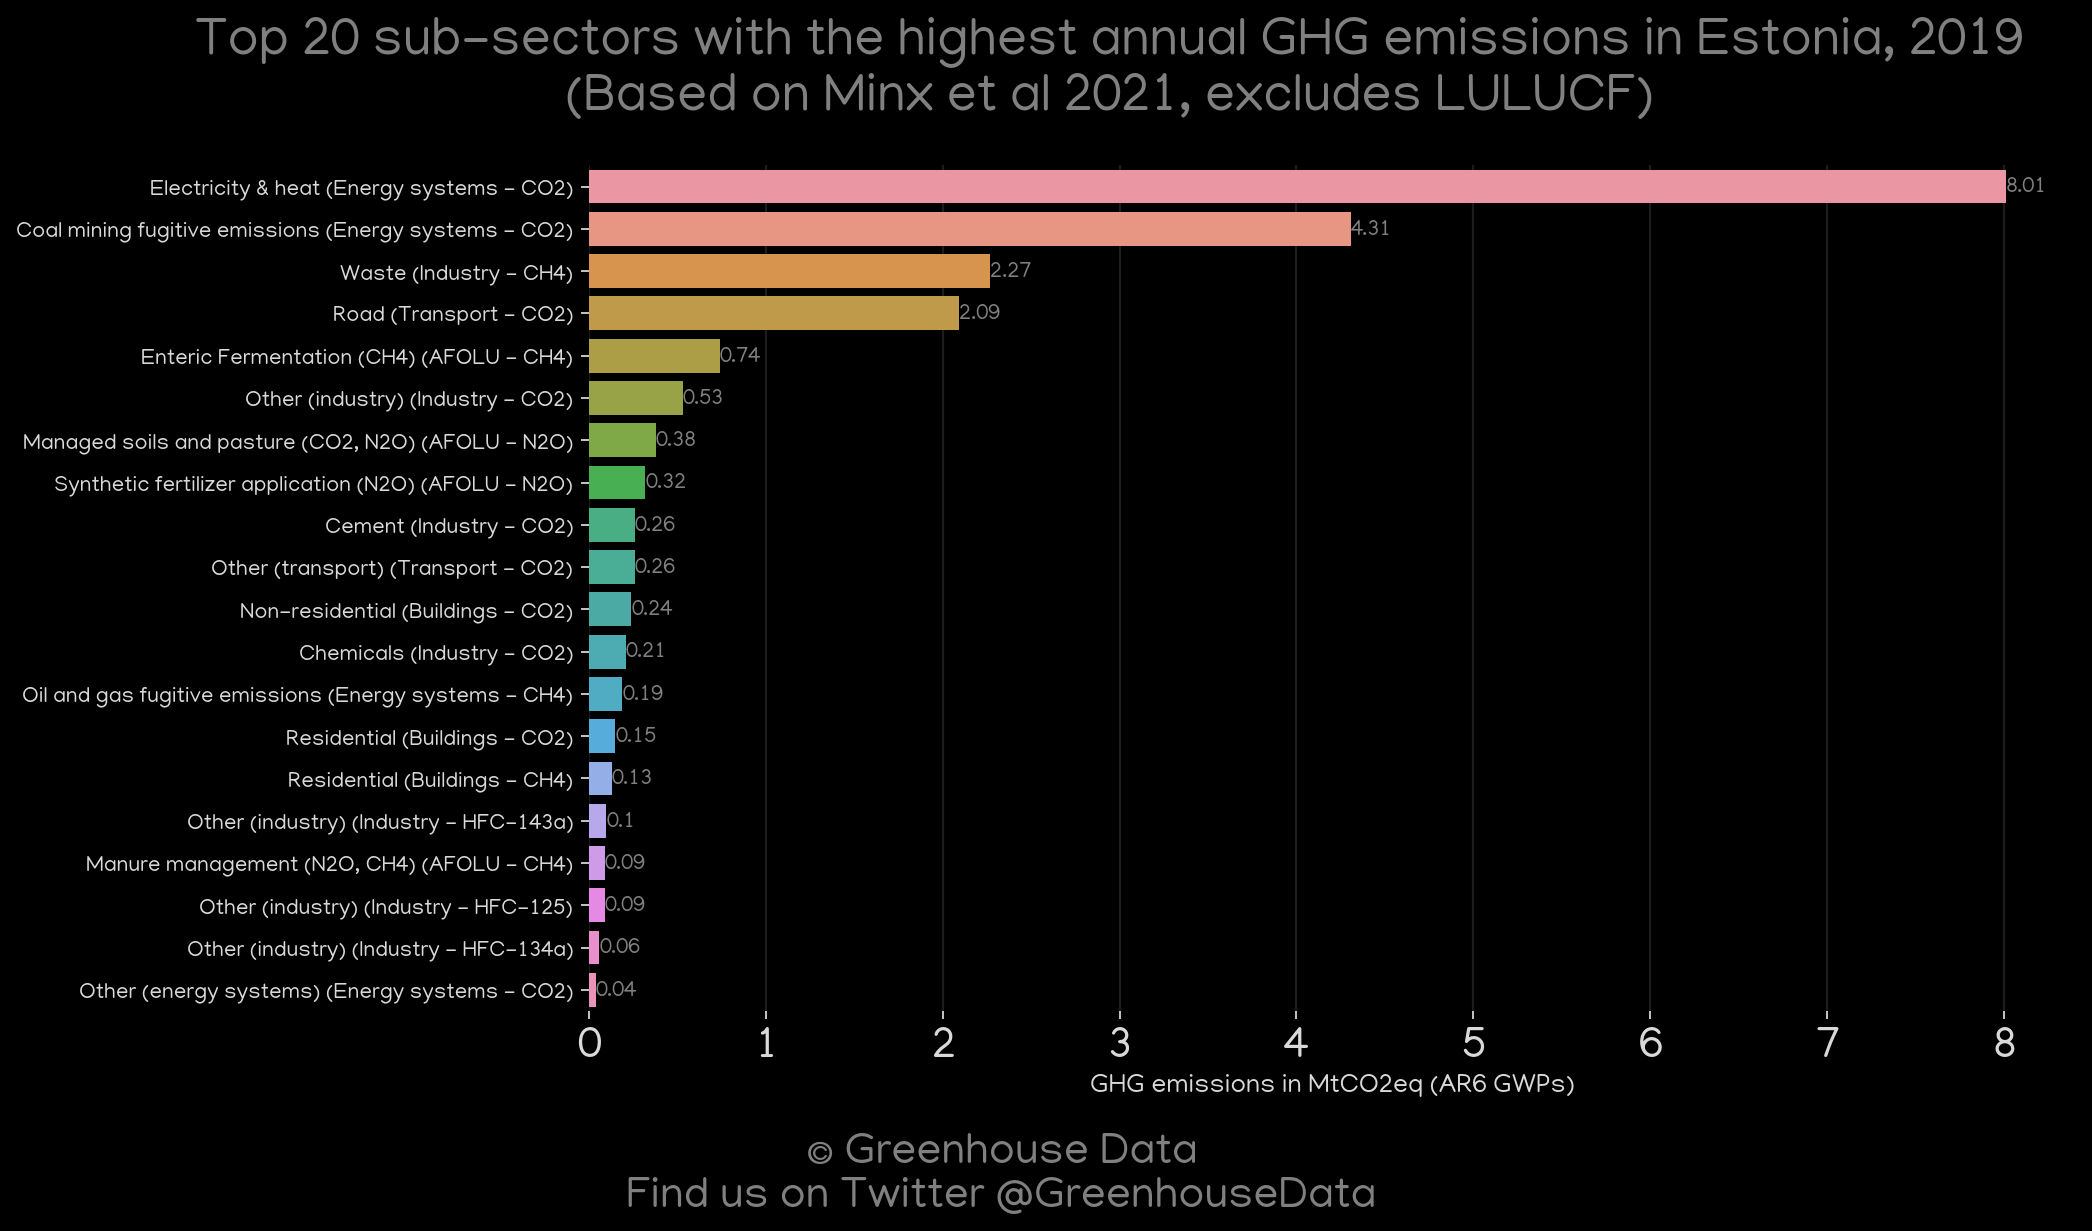 Top 20 sub-sectors with the highest annual GHG emissions in Estonia, 2019
(Based on Minx et al 2021, excludes LULUCF)
Electricity & heat (Energy systems - CO2) 8.01
Coal mining fugitive emissions (Energy systems - CO2) 4.31
Waste (Industry - CH4) 2.27
Road (Transport - CO2) 2.09
Enteric Fermentation (CH4) (AFOLU - CH4) 0.74
Other (industry) (Industry - CO2) 0.53
Managed soils and pasture (CO2, N2O) (AFOLU - N2O) 0.38
Synthetic fertilizer application (N2O) (AFOLU - N2O) 0.32
Cement (Industry - CO2) 0.26
Other (transport) (Transport - CO2) 0.26
Non-residential (Buildings - CO2) 0.24
Chemicals (Industry - CO2) 0.21
Oil and gas fugitive emissions (Energy systems - CH4) 0.19
Residential (Buildings - CO2) 0.15
Residential (Buildings - CH4) 0.13
Other (industry) (Industry - HFC-143a) 0.1
Manure management (N2O, CH4) (AFOLU - CH4) 0.09
Other (industry) (Industry - HFC-125) 0.09
Other (industry) (Industry - HFC-134a) 0.06
Other (energy systems) (Energy systems - CO2) 0.04
0 1 2 3 4 5 6 7 8
GHG emissions in MtCO2eq (AR6 GWPs)
© Greenhouse Data
Find us on Twitter @GreenhouseData